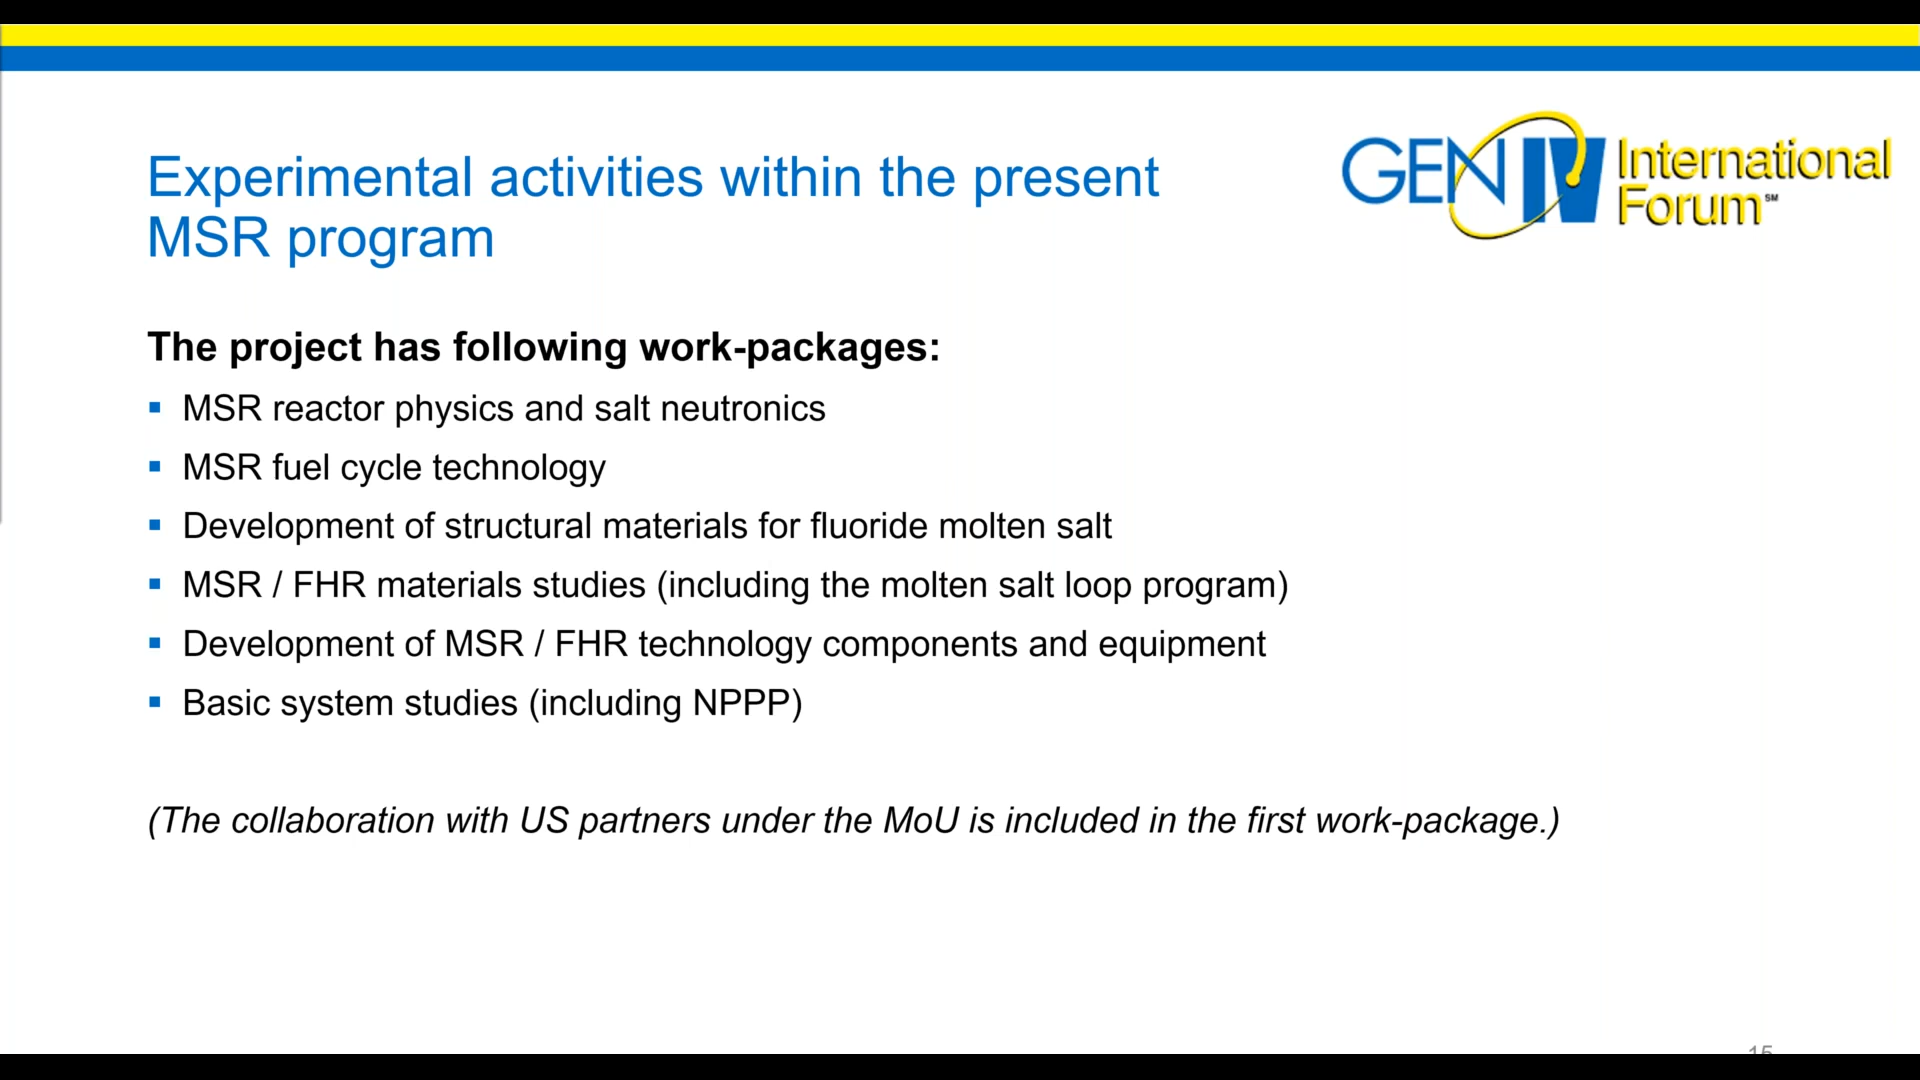 Experimental activities within the present
MSR program
GEN IV International
Forum℠
The project has following work-packages:
▪ MSR reactor physics and salt neutronics
▪ MSR fuel cycle technology
▪ Development of structural materials for fluoride molten salt
▪ MSR / FHR materials studies (including the molten salt loop program)
▪ Development of MSR / FHR technology components and equipment
▪ Basic system studies (including NPPP)
(The collaboration with US partners under the MoU is included in the first work-package.)
15